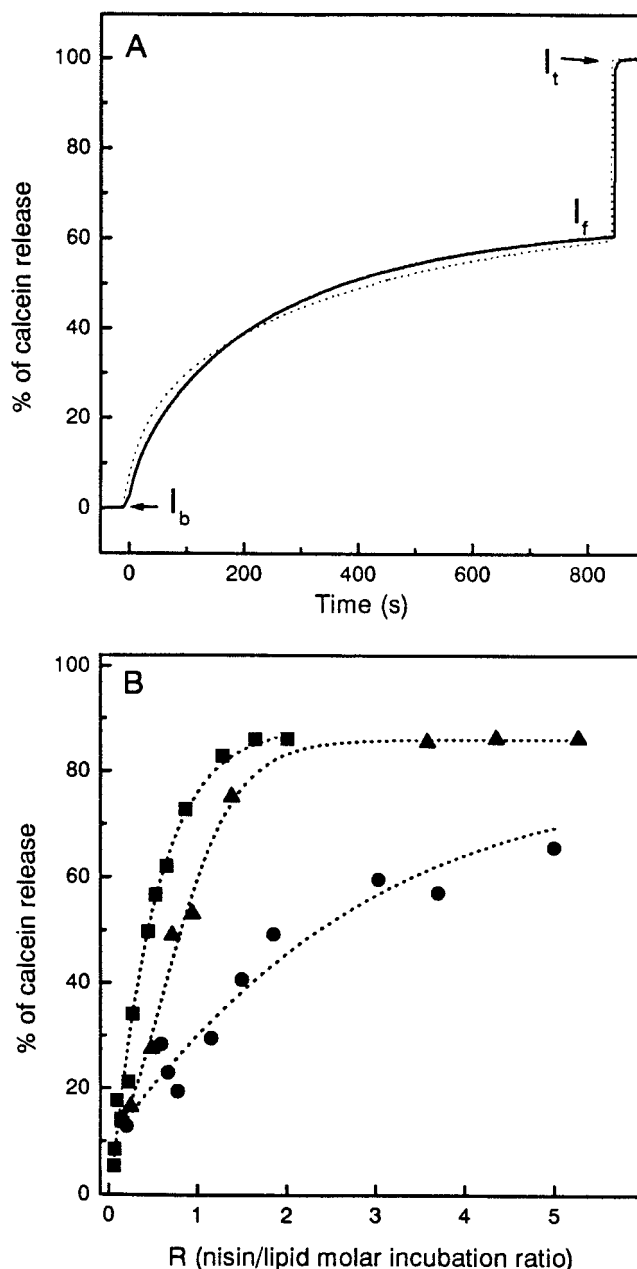 A
I_t
100
80
I_f
60
40
20
0
I_b
0 200 400 600 800
% of calcein release
Time (s)
B
100
80
60
40
20
0
0 1 2 3 4 5
% of calcein release
R (nisin/lipid molar incubation ratio)